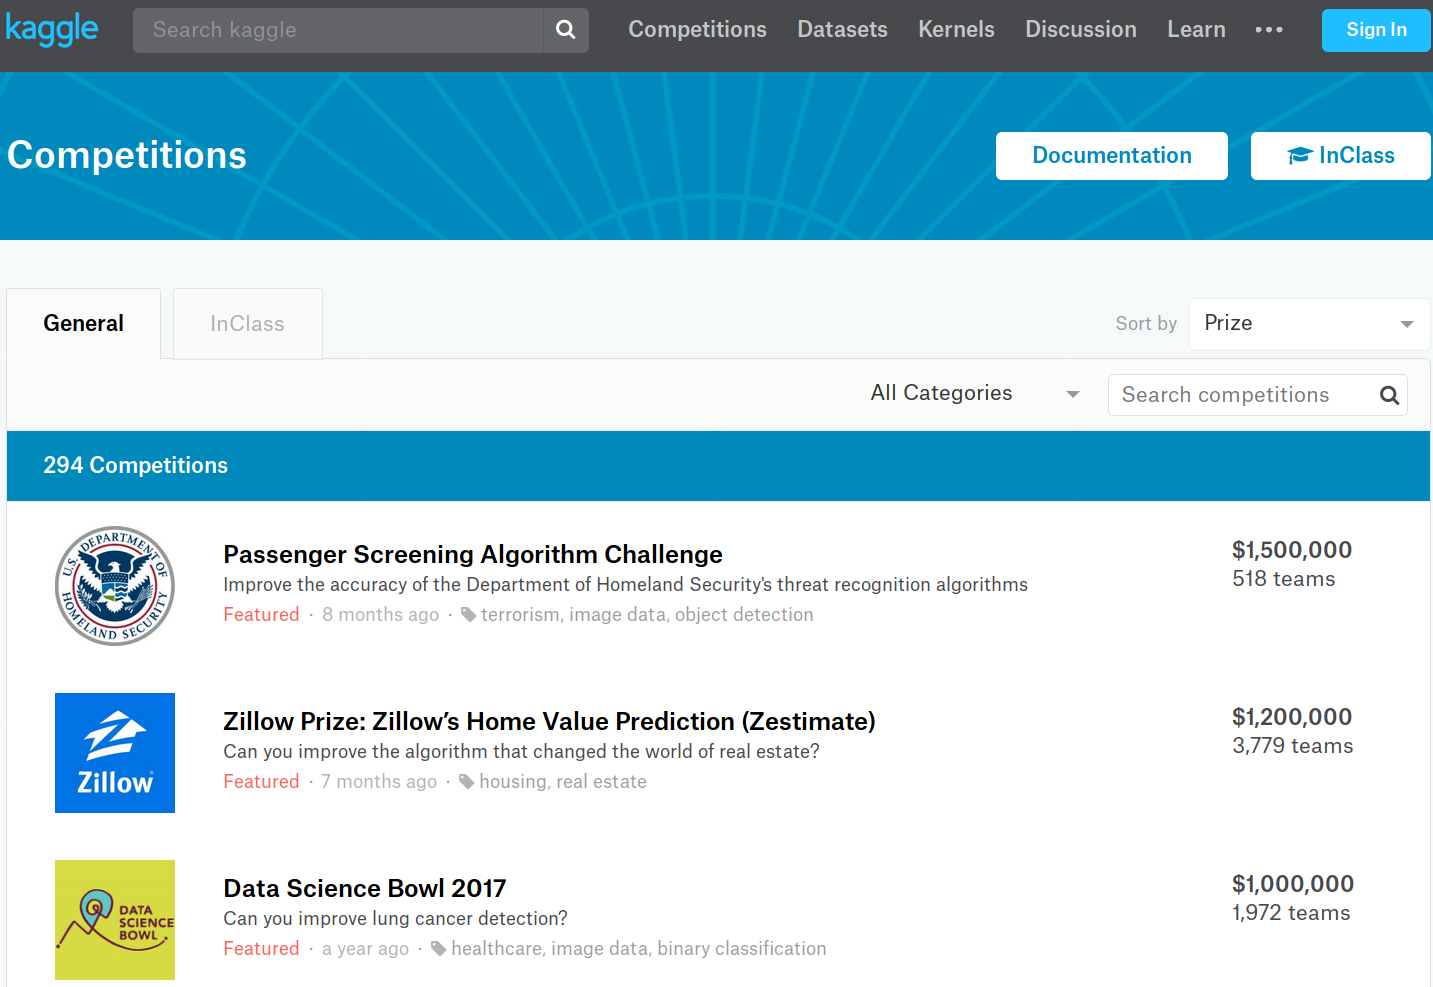 kaggle
Search kaggle
Competitions Datasets Kernels Discussion Learn ••• Sign In
Competitions
Documentation
InClass
General
InClass
Sort by Prize
All Categories
Search competitions
294 Competitions
U.S. DEPARTMENT OF HOMELAND SECURITY
Passenger Screening Algorithm Challenge
Improve the accuracy of the Department of Homeland Security's threat recognition algorithms
Featured · 8 months ago · terrorism, image data, object detection
$1,500,000
518 teams
Zillow
Zillow Prize: Zillow’s Home Value Prediction (Zestimate)
Can you improve the algorithm that changed the world of real estate?
Featured · 7 months ago · housing, real estate
$1,200,000
3,779 teams
DATA
SCIENCE
BOWL
Data Science Bowl 2017
Can you improve lung cancer detection?
Featured · a year ago · healthcare, image data, binary classification
$1,000,000
1,972 teams